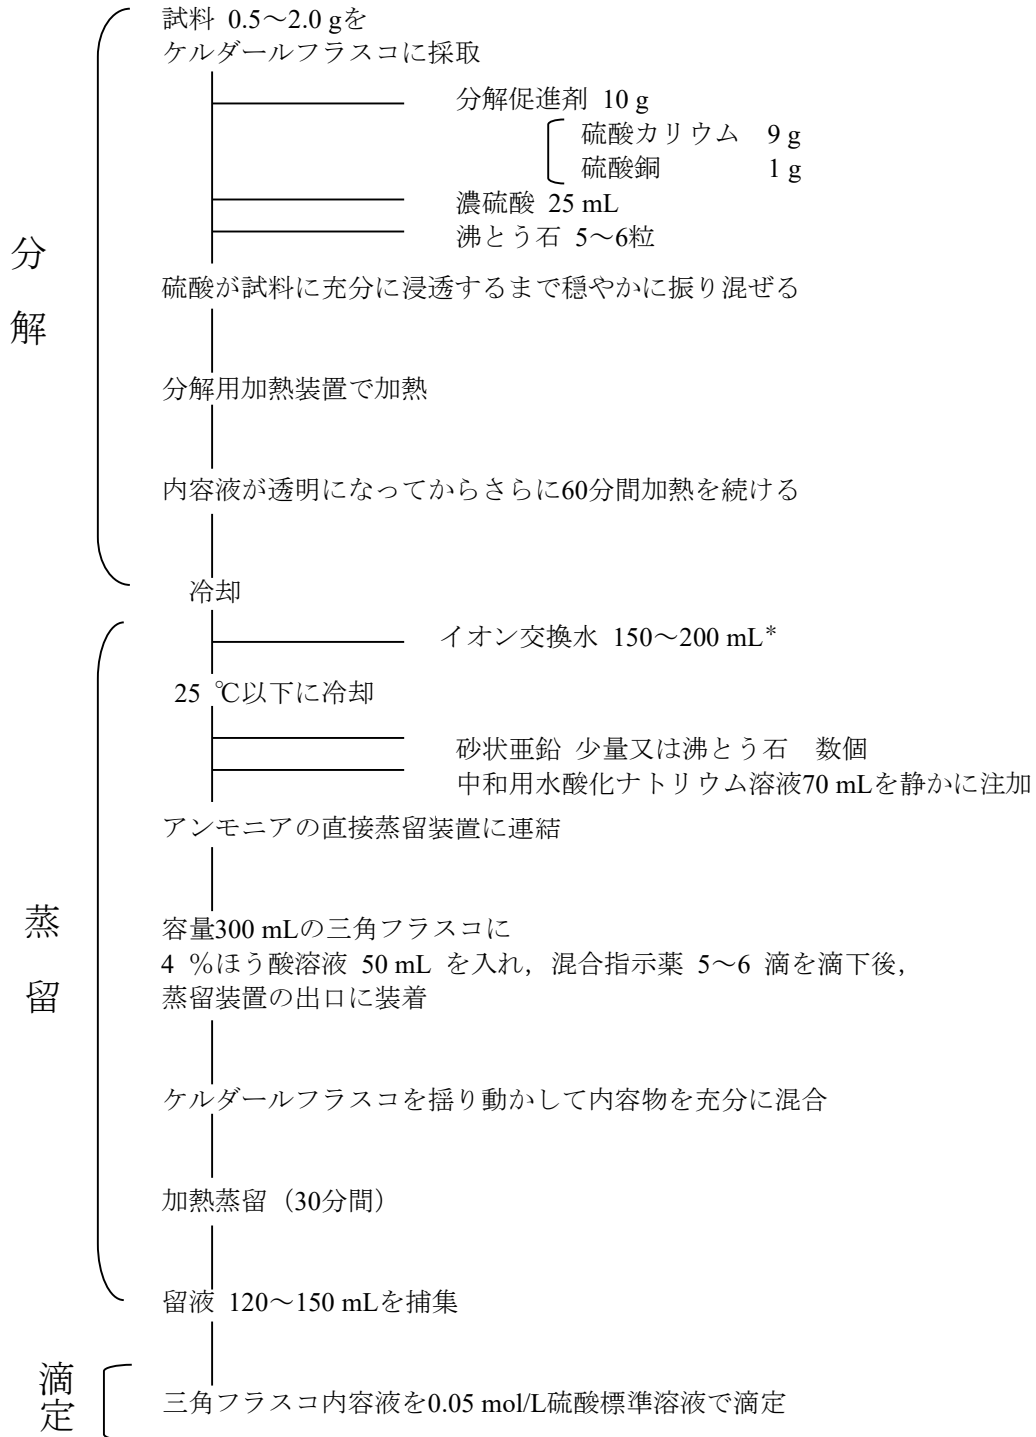 試料 0.5～2.0 gを
ケルダールフラスコに採取
分解促進剤 10 g
硫酸カリウム 9 g
硫酸銅 1 g
濃硫酸 25 mL
沸とう石 5～6粒
分解
硫酸が試料に充分に浸透するまで穏やかに振り混ぜる
分解用加熱装置で加熱
内容液が透明になってからさらに60分間加熱を続ける
冷却
イオン交換水 150～200 mL*
25 ℃以下に冷却
砂状亜鉛 少量又は沸とう石 数個
中和用水酸化ナトリウム溶液70 mLを静かに注加
アンモニアの直接蒸留装置に連結
蒸留
容量300 mLの三角フラスコに
4 %ほう酸溶液 50 mL を入れ，混合指示薬 5～6 滴を滴下後，
蒸留装置の出口に装着
ケルダールフラスコを揺り動かして内容物を充分に混合
加熱蒸留（30分間）
留液 120～150 mLを捕集
滴定
三角フラスコ内容液を0.05 mol/L硫酸標準溶液で滴定